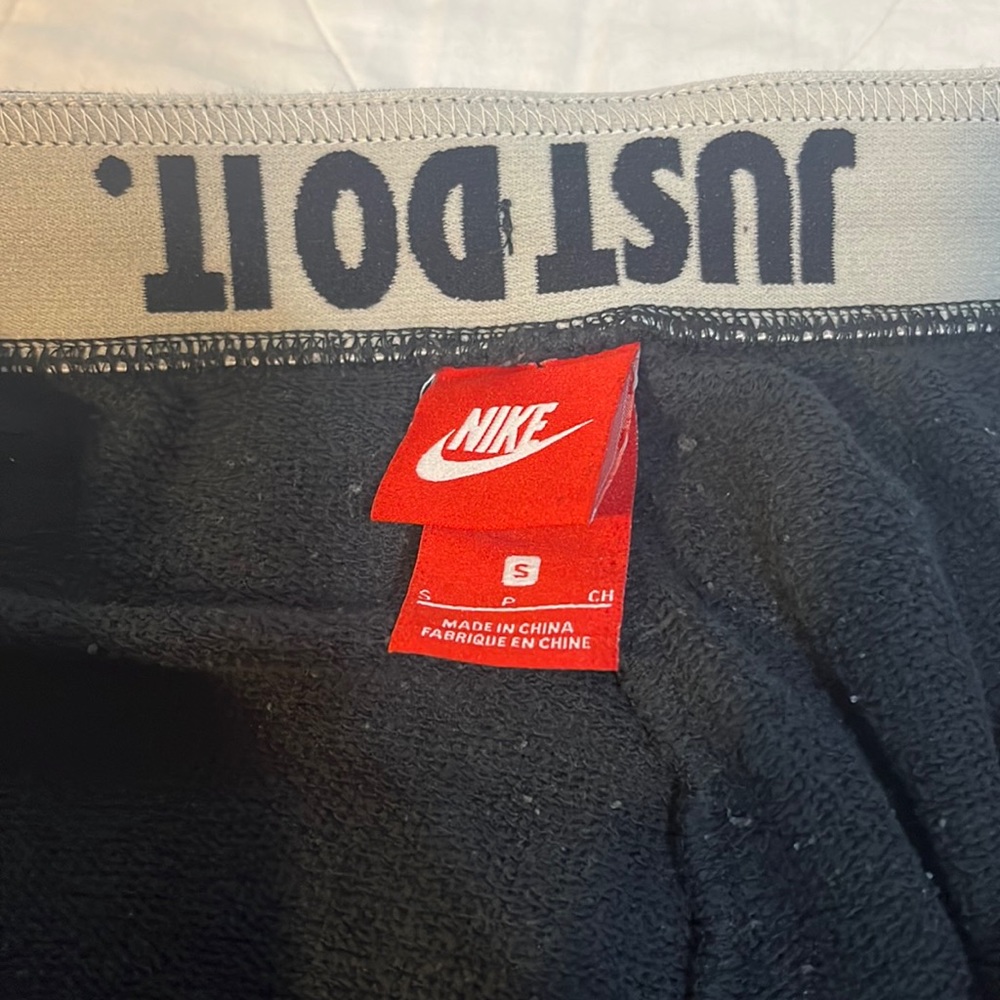 JUST DO IT.
NIKE
S
S P CH
MADE IN CHINA
FABRIQUE EN CHINE